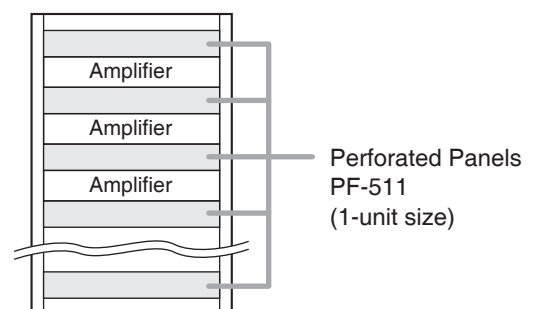 Amplifier
Amplifier
Amplifier
Perforated Panels
PF-511
(1-unit size)